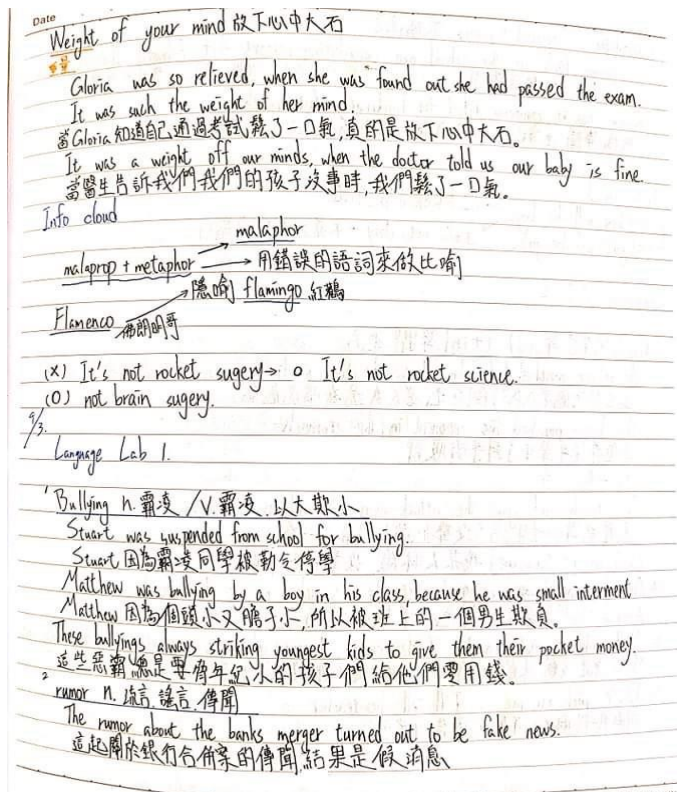 Date
Weight of your mind 放下心中大石
重量
Gloria was so relieved, when she was found out she had passed the exam.
It was such the weight of her mind.
當Gloria知道自己通過考試鬆了一口氣,真的是放下心中大石。
It was a weight off our minds, when the doctor told us our baby is fine.
當醫生告訴我們我們的孩子沒事時,我們鬆了一口氣。
Info cloud
malaphor
malaprop + metaphor → 用錯誤的語詞來做比喻
隱喻 flamingo 紅鶴
Flamenco 佛朗明哥
(x) It's not rocket sugery→ o It's not rocket science.
(O) not brain sugery.
9/3.
Language Lab 1.
1 Bullying n. 霸凌 /V. 霸凌、以大欺小
Stuart was suspended from school for bullying.
Stuart 因為霸凌同學被勒令停學
Matthew was ballying by a boy in his class, because he was small interment
Matthew 因為個頭小又膽子小,所以被班上的一個男生欺負。
These bullyings always striking youngest kids to give them their pocket money.
這些惡霸總是要脅年紀小的孩子們給他們零用錢。
2 rumor n. 流言、謠言、傳聞
The rumor about the banks merger turned out to be fake news.
這起關於銀行合併案的傳聞,結果是假消息